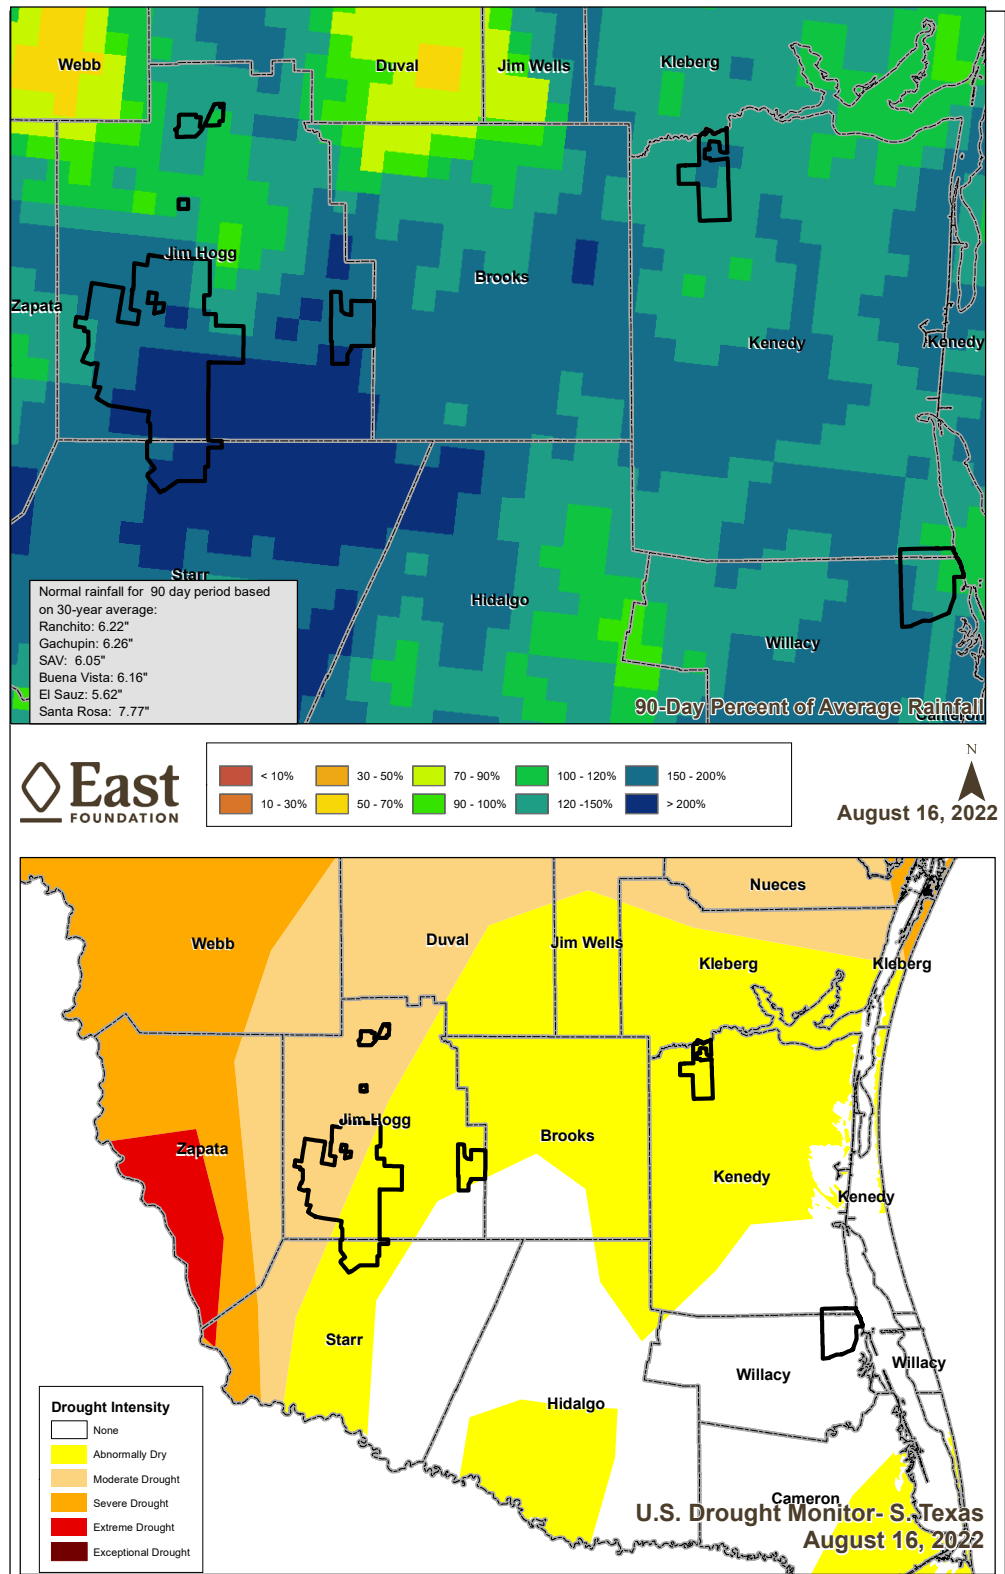 Webb
Duval
Jim Wells
Kleberg
Jim Hogg
Zapata
Brooks
Kenedy
Kenedy
Starr
Hidalgo
Willacy
Cameron
Normal rainfall for  90 day period based
on 30-year average:
Ranchito: 6.22"
Gachupin: 6.26"
SAV:  6.05"
Buena Vista: 6.16"
El Sauz: 5.62"
Santa Rosa:  7.77"
90-Day Percent of Average Rainfall
East
FOUNDATION
< 10%
30 - 50%
70 - 90%
100 - 120%
150 - 200%
10 - 30%
50 - 70%
90 - 100%
120 -150%
> 200%
N
August 16, 2022
Nueces
Webb
Duval
Jim Wells
Kleberg
Kleberg
Jim Hogg
Zapata
Brooks
Kenedy
Kenedy
Starr
Willacy
Willacy
Hidalgo
Cameron
Drought Intensity
None
Abnormally Dry
Moderate Drought
Severe Drought
Extreme Drought
Exceptional Drought
U.S. Drought Monitor- S. Texas
August 16, 2022